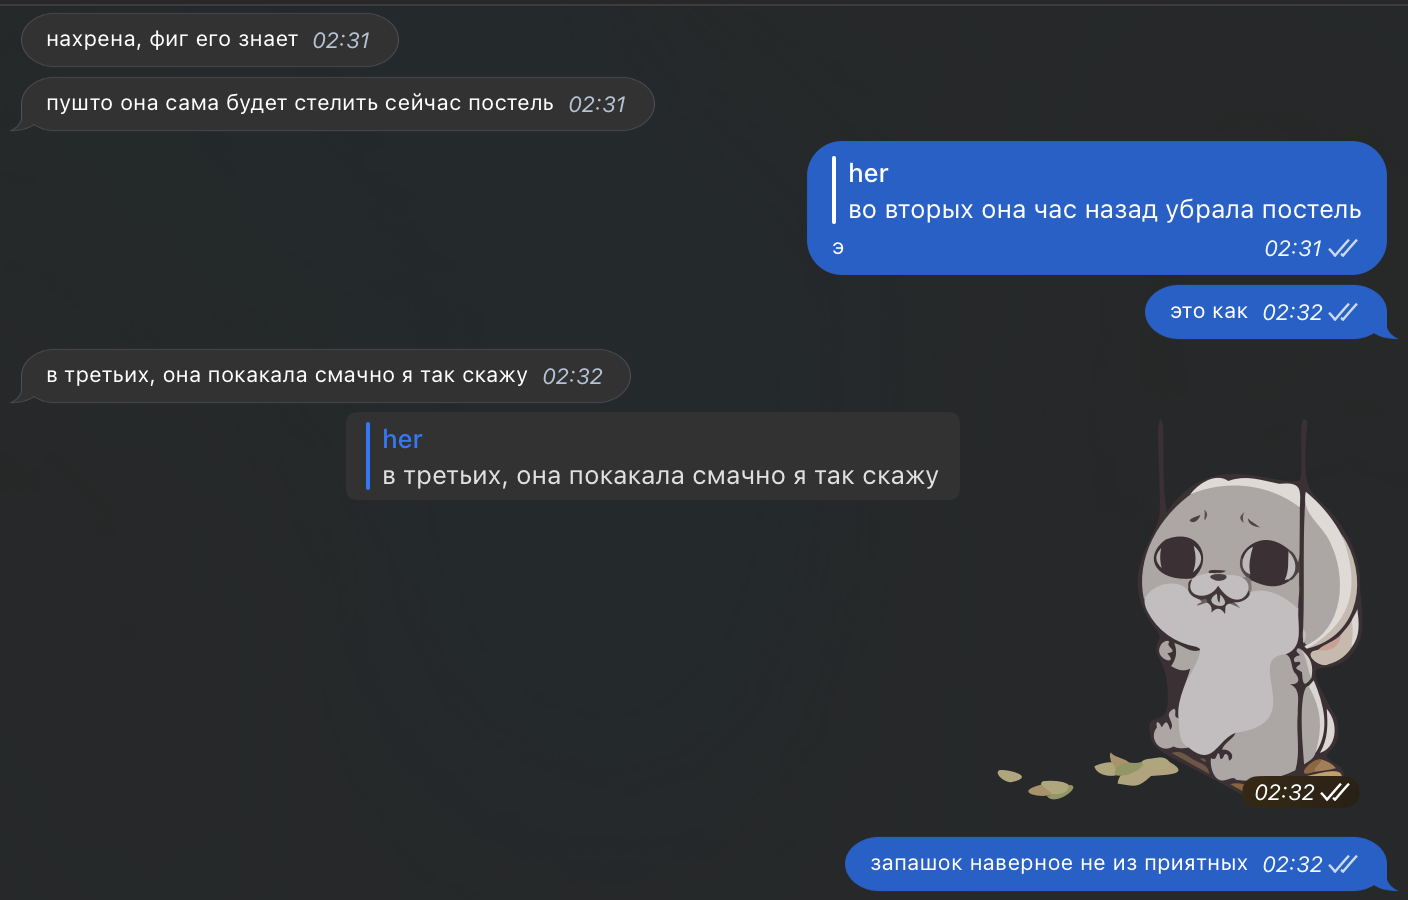 нахрена, фиг его знает 02:31
пушто она сама будет стелить сейчас постель 02:31
her
во вторых она час назад убрала постель
э 02:31
это как 02:32
в третьих, она покакала смачно я так скажу 02:32
her
в третьих, она покакала смачно я так скажу
02:32
запашок наверное не из приятных 02:32